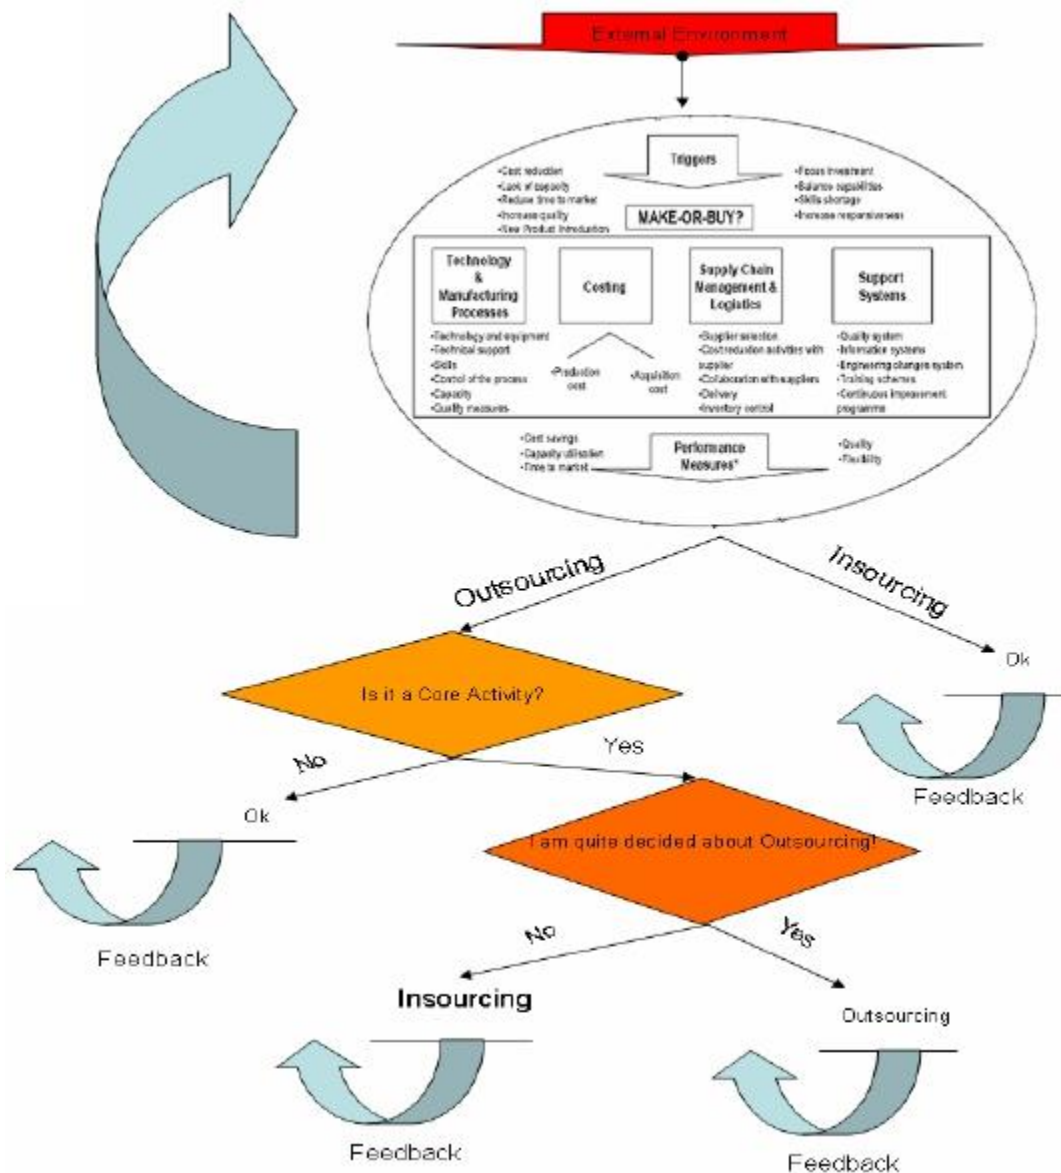 External Environment
Triggers
•Cost reduction
•Lack of capacity
•Reduce time to market
•Increase quality
•New Product Introduction
•Focus investment
•Balance capabilities
•Skills shortage
•Increase responsiveness
MAKE-OR-BUY?
Technology
&
Manufacturing
Processes
Costing
Supply Chain
Management &
Logistics
Support
Systems
•Technology and equipment
•Technical support
•Skills
•Control of the process
•Capacity
•Quality measures
•Production
cost
•Acquisition
cost
•Supplier selection
•Cost reduction activities with
supplier
•Collaboration with suppliers
•Delivery
•Inventory control
•Quality system
•Information systems
•Engineering changes system
•Training schemes
•Continuous improvement
programme
•Cost savings
•Capacity utilisation
•Time to market
Performance
Measures*
•Quality
•Flexibility
Outsourcing
Insourcing
Ok
Is it a Core Activity?
No
Yes
Feedback
Ok
I am quite decided about Outsourcing!
Feedback
No
Yes
Insourcing
Outsourcing
Feedback
Feedback